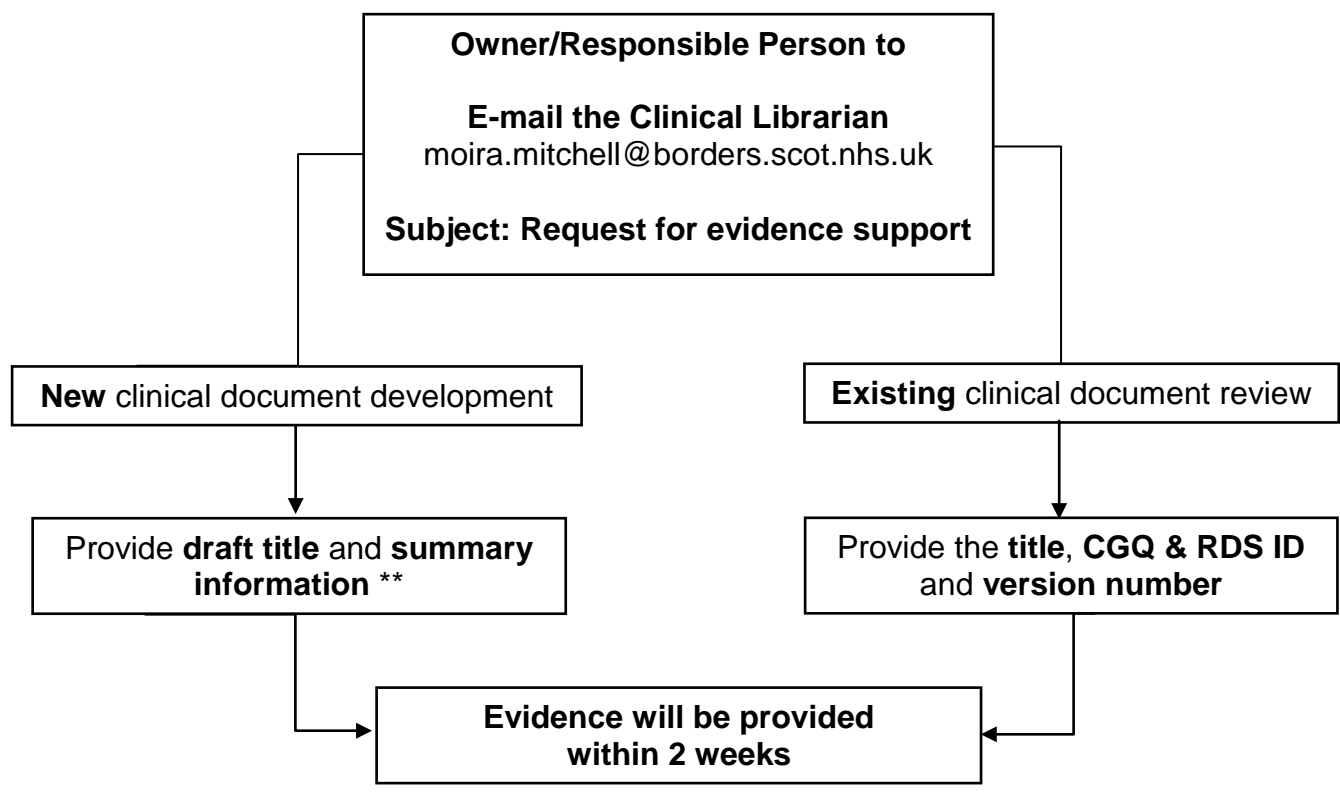 Owner/Responsible Person to
E-mail the Clinical Librarian
moira.mitchell@borders.scot.nhs.uk
Subject: Request for evidence support
New clinical document development
Existing clinical document review
Provide draft title and summary
information **
Provide the title, CGQ & RDS ID
and version number
Evidence will be provided
within 2 weeks